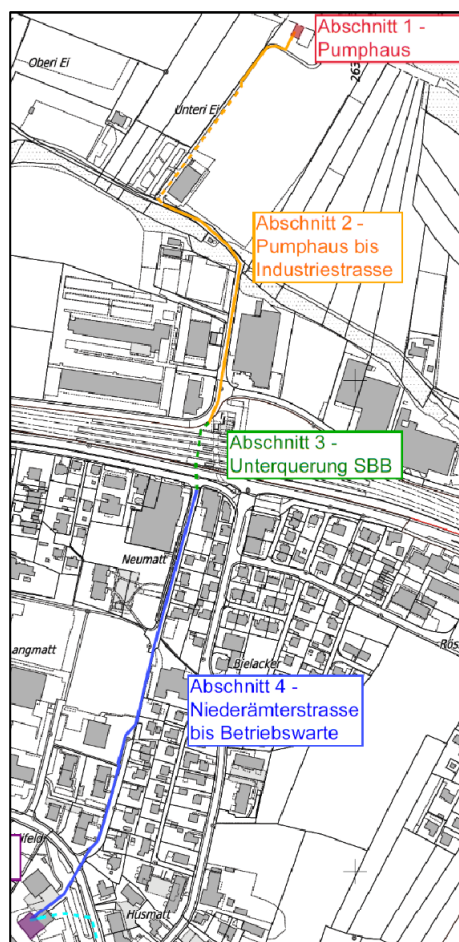 Abschnitt 1 -
Pumphaus
Oberi Ei
263
Unteri Ei
Abschnitt 2 -
Pumphaus bis
Industriestrasse
Abschnitt 3 -
Unterquerung SBB
Neumatt
Rös
angmatt
Bielacker
Abschnitt 4 -
Niederämterstrasse
bis Betriebswarte
ifeldr
Husmatt